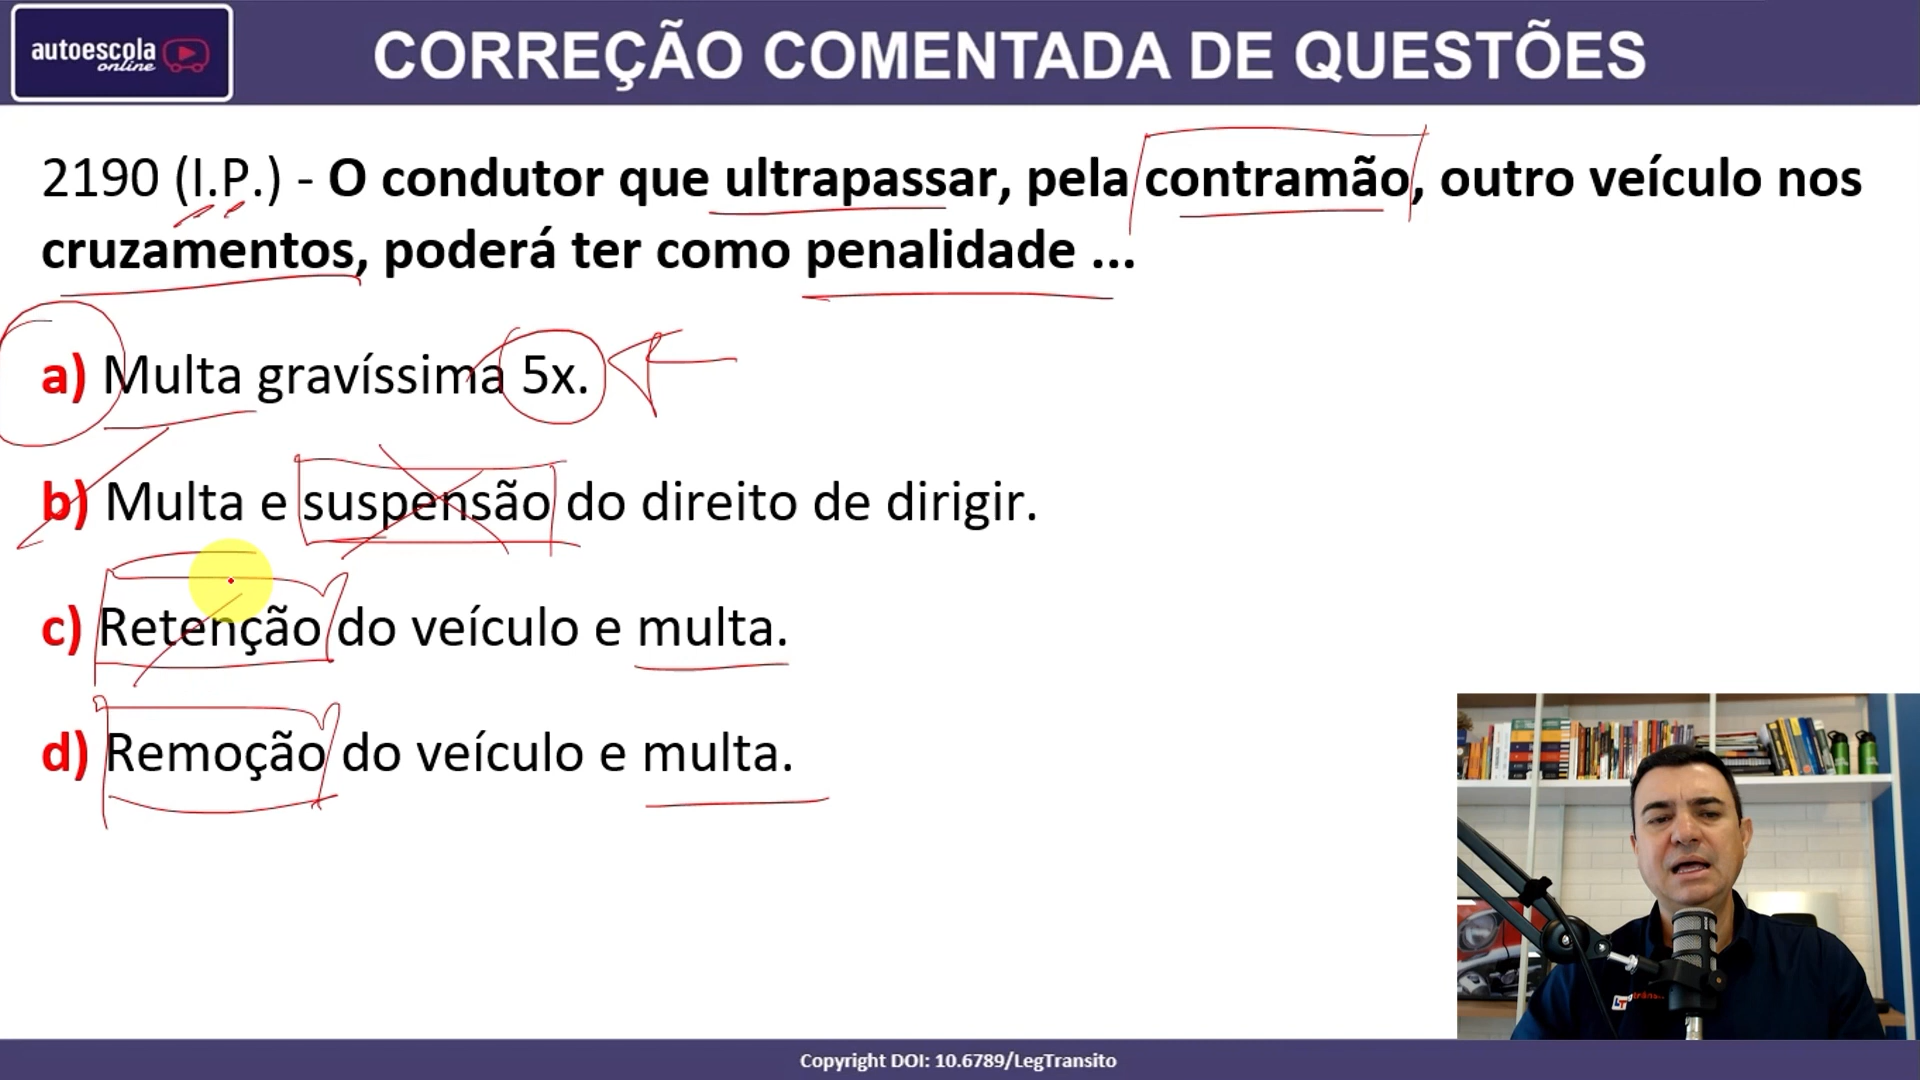 autoescola
online
CORREÇÃO COMENTADA DE QUESTÕES
2190 (I.P.) - O condutor que ultrapassar, pela contramão, outro veículo nos
cruzamentos, poderá ter como penalidade ...
a) Multa gravíssima 5x.
b) Multa e suspensão do direito de dirigir.
c) Retenção do veículo e multa.
d) Remoção do veículo e multa.
Copyright DOI: 10.6789/LegTransito